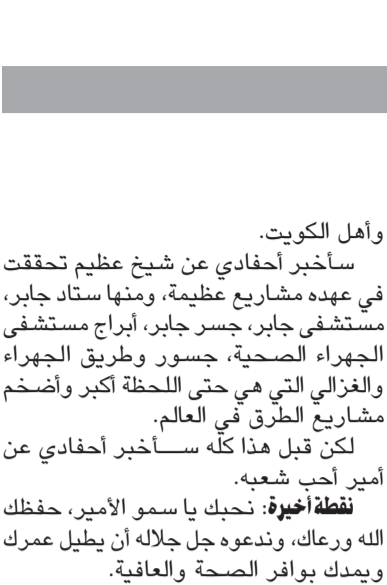 وأهل الكويت.
سأخبر أحفادي عن شيخ عظيم تحققت
في عهده مشاريع عظيمة، ومنها ستاد جابر،
مستشفى جابر، جسر جابر، أبراج مستشفى
الجهراء الصحية، جسور وطريق الجهراء
والغزالي التي هي حتى اللحظة أكبر وأضخم
مشاريع الطرق في العالم.
لكن قبل هذا كله ســأخبر أحفادي عن
أمير أحب شعبه.
نقطة أخيرة: نحبك يا سمو الأمير، حفظك
الله ورعاك، وندعوه جل جلاله أن يطيل عمرك
ويمدك بوافر الصحة والعافية.